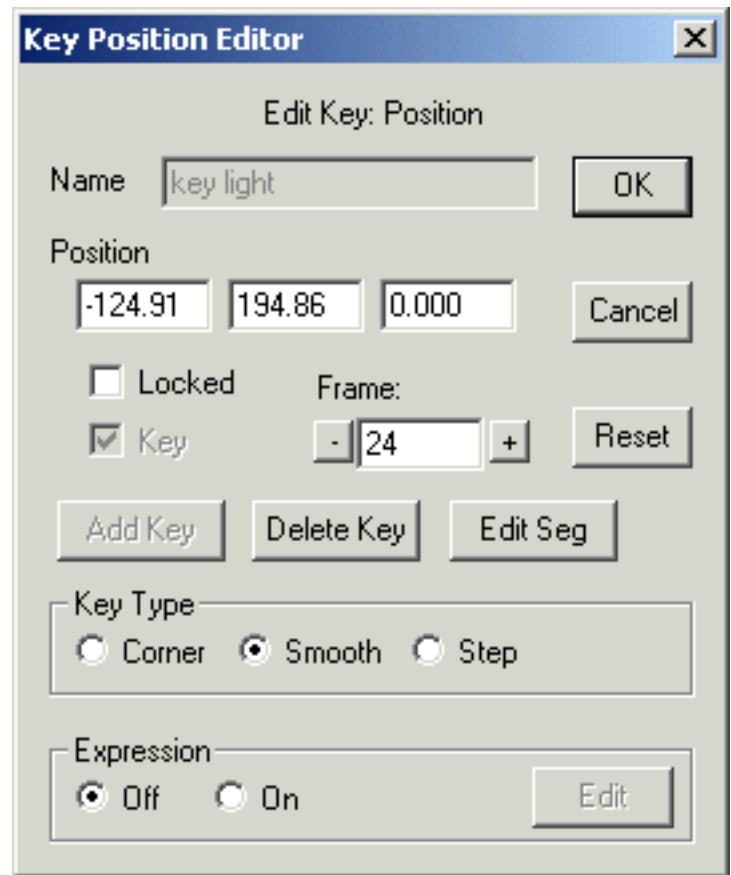 Key Position Editor
Edit Key: Position
Name key light OK
Position
-124.91 194.86 0.000 Cancel
Locked Frame:
Key - 24 + Reset
Add Key Delete Key Edit Seg
Key Type
Corner Smooth Step
Expression
Off On Edit